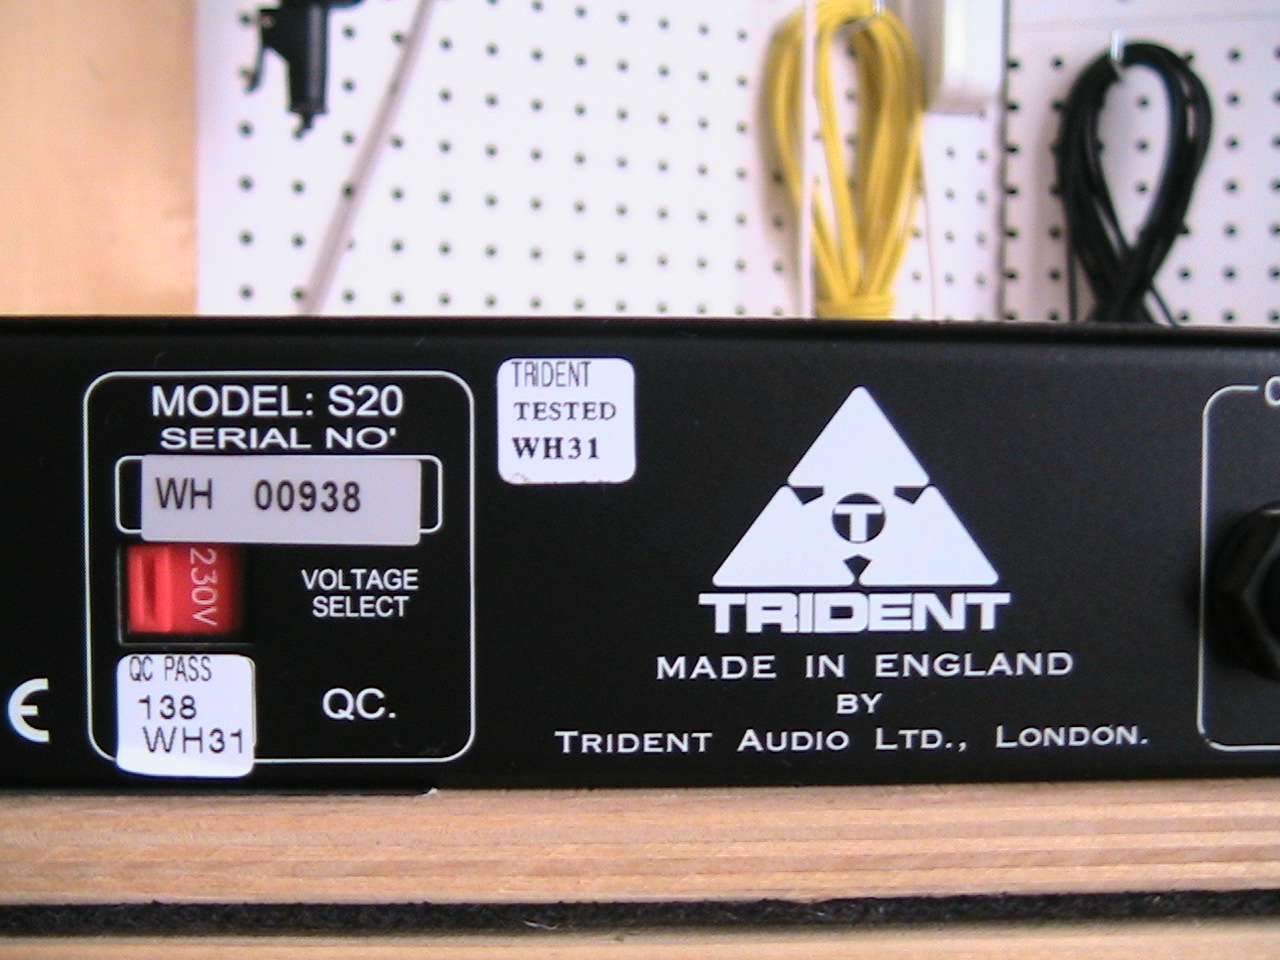 MODEL: S20
SERIAL NO'
WH 00938
230V
VOLTAGE
SELECT
QC PASS
138
WH31
QC.
CE
TRIDENT
TESTED
WH31
T
TRIDENT
MADE IN ENGLAND
BY
TRIDENT AUDIO LTD., LONDON.